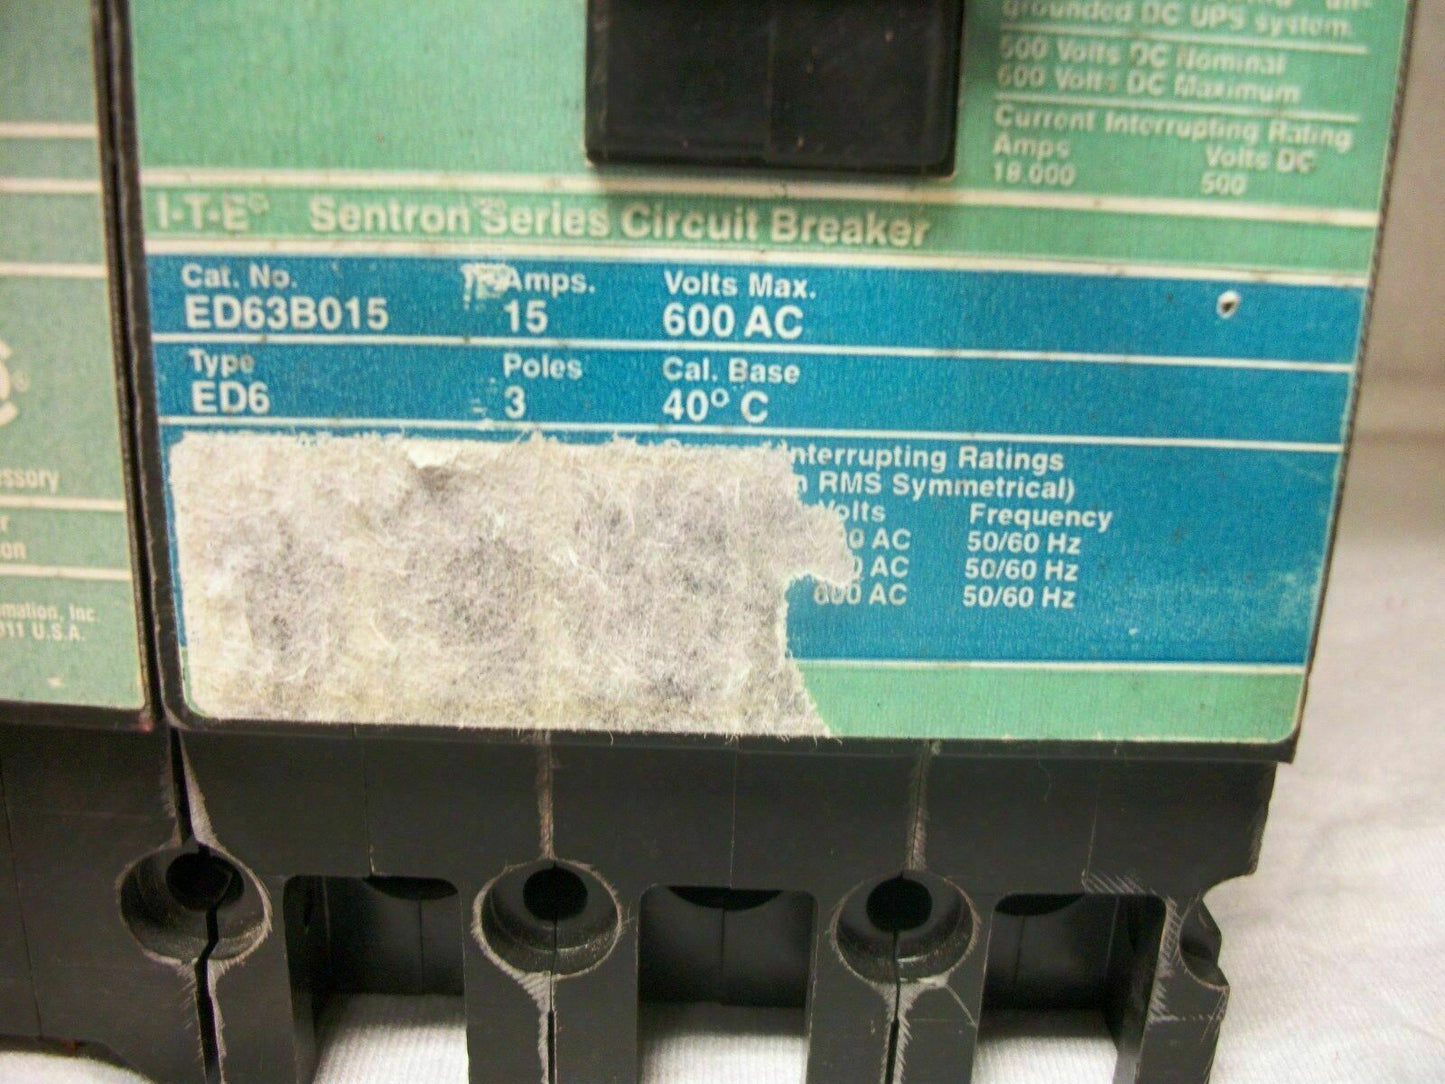 grounded DC UPS system.
500 Volts DC Nominal
600 Volts DC Maximum
Current Interrupting Rating
Amps Volts DC
18,000 500
I-T-E® Sentron Series Circuit Breaker
Cat. No. Amps. Volts Max.
ED63B015 15 600 AC
Type Poles Cal. Base
ED6 3 40° C
Interrupting Ratings
RMS Symmetrical)
Volts Frequency
AC 50/60 Hz
AC 50/60 Hz
600 AC 50/60 Hz
essory
Inc.
U.S.A.